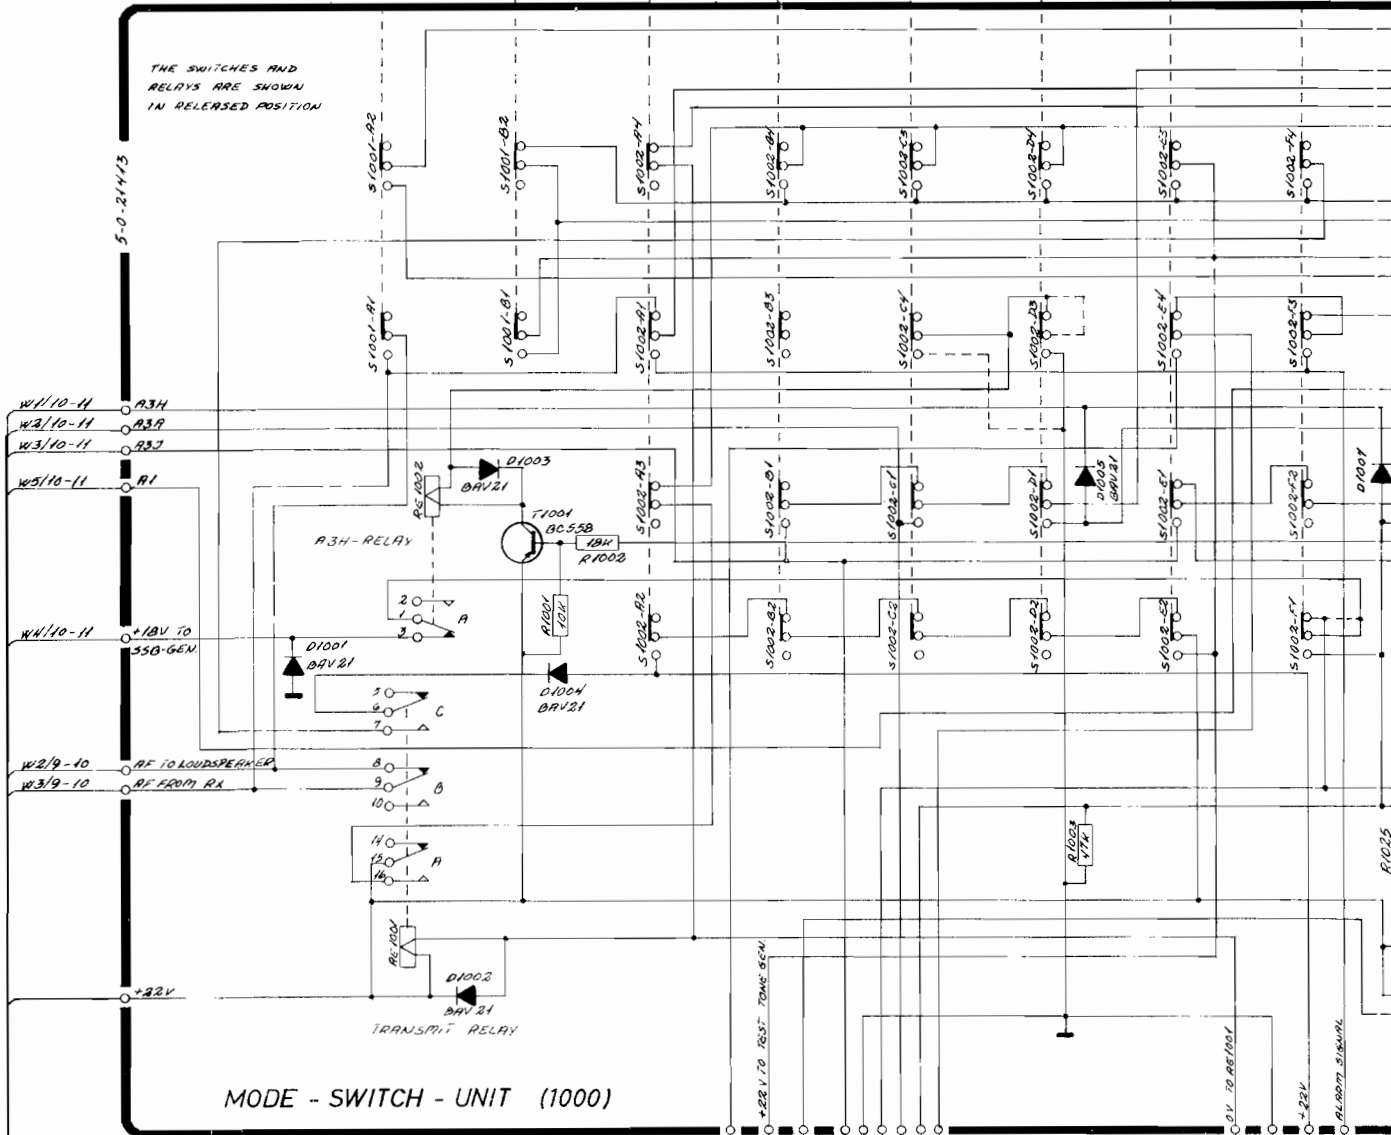 THE SWITCHES AND
RELAYS ARE SHOWN
IN RELEASED POSITION
5-0-21413
S1001-A2
S1001-B2
S1002-A4
S1002-B4
S1002-C3
S1002-D4
S1002-E3
S1002-F4
S1001-A1
S1001-B1
S1002-A1
S1002-B3
S1002-C4
S1002-D3
S1002-E4
S1002-F3
W1/10-11 A3H
W2/10-11 A3A
W3/10-11 A3J
W5/10-11 A1
RE1002
D1003
BAV21
T1001
BC558
18K
R1002
A3H-RELAY
S1002-A3
S1002-B1
S1002-C1
S1002-D1
D1005
BAV21
S1002-E1
S1002-F2
2
1
3
A
R1001
10K
S1002-A2
S1002-B2
S1002-C2
S1002-D2
S1002-E2
S1002-F1
W4/10-11 +18V TO
SSB-GEN.
D1001
BAV21
D1004
BAV21
5
6
7
C
W2/9-10 AF TO LOUDSPEAKER
W3/9-10 AF FROM RX
8
9
10
B
14
15
16
A
R1003
47K
R1025
RE1001
+22V
D1002
BAV21
TRANSMIT RELAY
+22V TO TEST TONE GEN.
0V TO RE1001
+22V
ALARM SIGNAL
MODE - SWITCH - UNIT (1000)